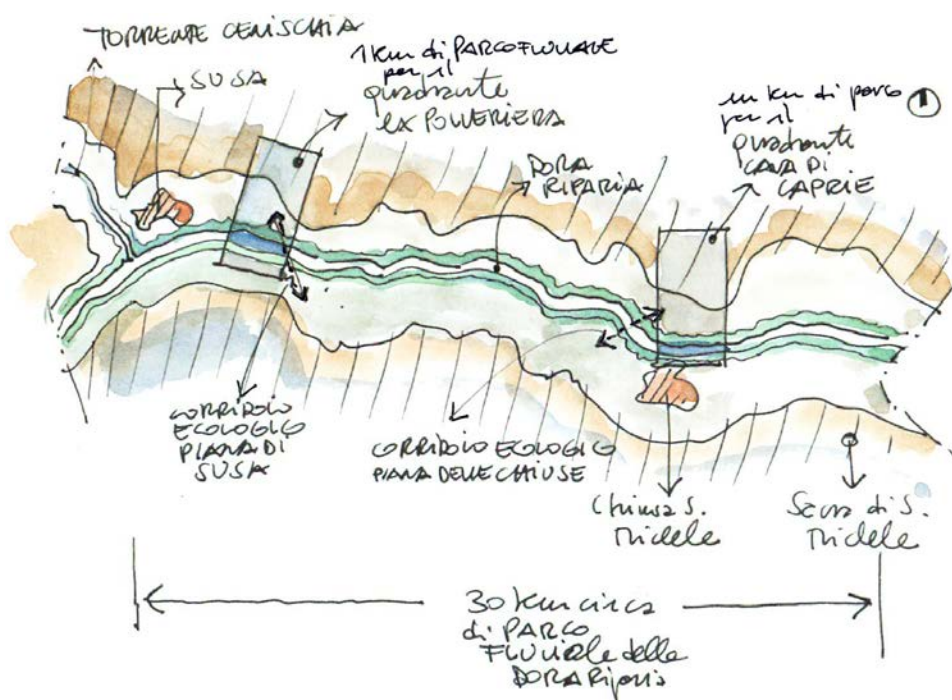 TORRENTE CENISCHIA
SUSA
1 km di PARCO FLUVIALE
per il
quadrante
ex POLVERIERA
un km di parco
per il
quadrante
CAVA DI
CAPRIE
1
DORA
RIPARIA
CORRIDOIO
ECOLOGICO
PIANA DI
SUSA
CORRIDOIO ECOLOGICO
PIANA DELLE CHIUSE
Chiusa S.
Michele
Sacra di S.
Michele
30 km circa
di PARCO
FLUViale della
DORA Riparia